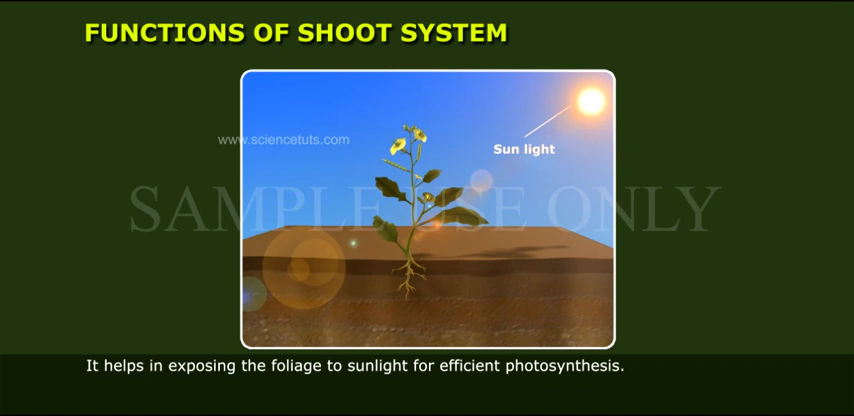 FUNCTIONS OF SHOOT SYSTEM
www.sciencetuts.com
Sun light
SAMPLE USE ONLY
It helps in exposing the foliage to sunlight for efficient photosynthesis.